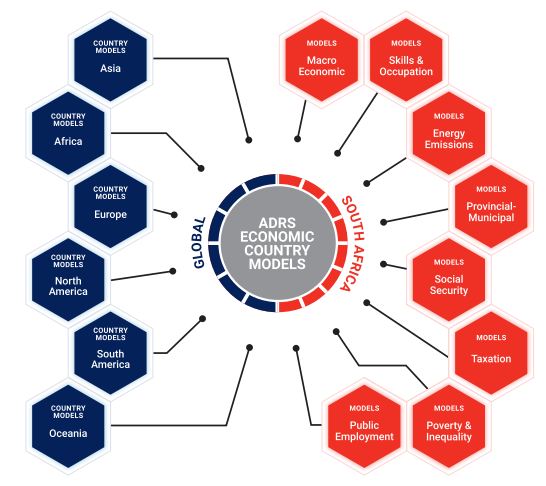 COUNTRY
MODELS
Asia
COUNTRY
MODELS
Africa
COUNTRY
MODELS
Europe
COUNTRY
MODELS
North
America
COUNTRY
MODELS
South
America
COUNTRY
MODELS
Oceania
GLOBAL
ADRS
ECONOMIC
COUNTRY
MODELS
SOUTH AFRICA
MODELS
Macro
Economic
MODELS
Skills &
Occupation
MODELS
Energy
Emissions
MODELS
Provincial-
Municipal
MODELS
Social
Security
MODELS
Taxation
MODELS
Poverty &
Inequality
MODELS
Public
Employment